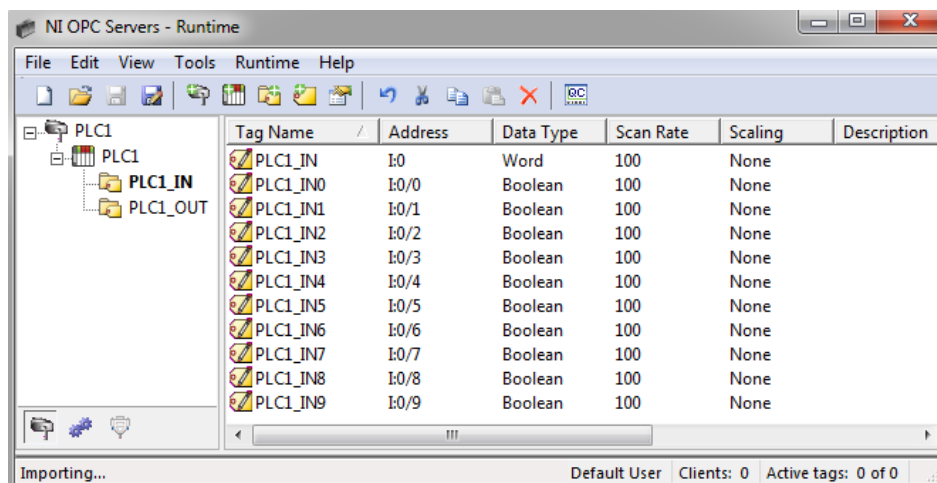 NI OPC Servers - Runtime
File Edit View Tools Runtime Help
QC
PLC1
PLC1
PLC1_IN
PLC1_OUT
Tag Name Address Data Type Scan Rate Scaling Description
PLC1_IN I:0 Word 100 None
PLC1_IN0 I:0/0 Boolean 100 None
PLC1_IN1 I:0/1 Boolean 100 None
PLC1_IN2 I:0/2 Boolean 100 None
PLC1_IN3 I:0/3 Boolean 100 None
PLC1_IN4 I:0/4 Boolean 100 None
PLC1_IN5 I:0/5 Boolean 100 None
PLC1_IN6 I:0/6 Boolean 100 None
PLC1_IN7 I:0/7 Boolean 100 None
PLC1_IN8 I:0/8 Boolean 100 None
PLC1_IN9 I:0/9 Boolean 100 None
Importing... Default User Clients: 0 Active tags: 0 of 0